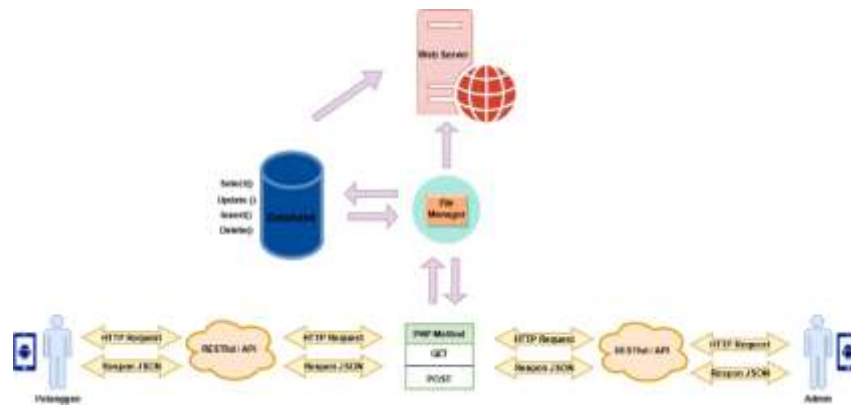 Web Server
Select()
Update ()
Insert()
Delete()
Database
File
Manager
HTTP Request
RESTful / API
HTTP Request
PHP Method
HTTP Request
RESTful / API
HTTP Request
Respon JSON
Respon JSON
GET
Respon JSON
Respon JSON
POST
Pelanggan
Admin